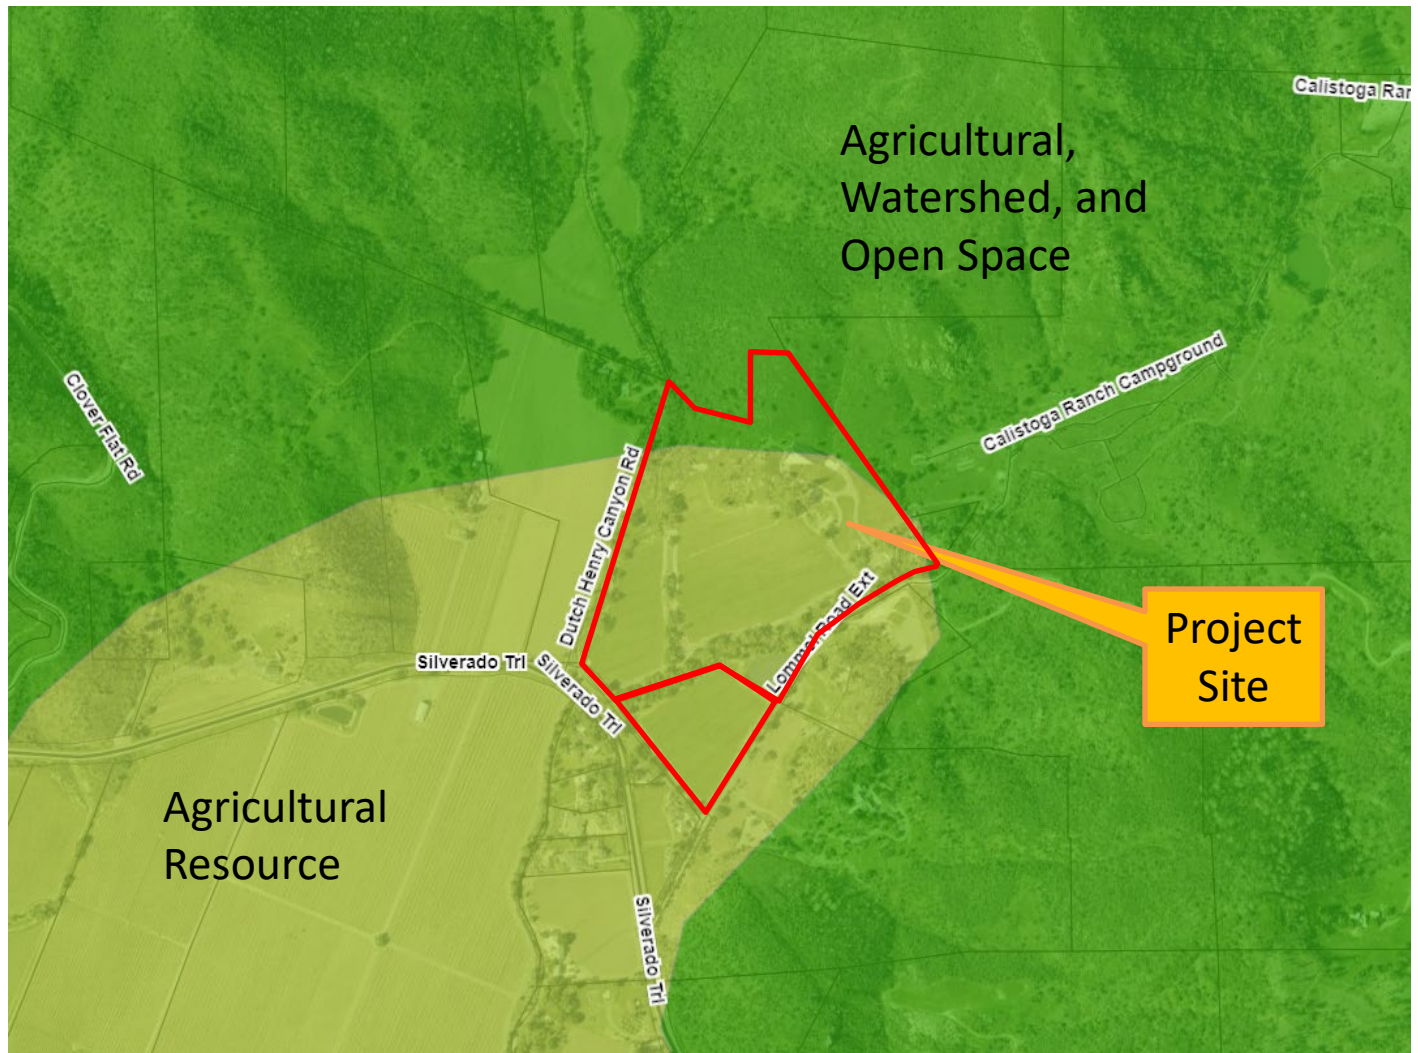 Calistoga Ran
Agricultural,
Watershed, and
Open Space
Calistoga Ranch Campground
Clover Flat Rd
Dutch Henry Canyon Rd
Lommel Road Ext
Project
Site
Silverado Trl
Silverado Trl
Agricultural
Resource
Silverado Trl